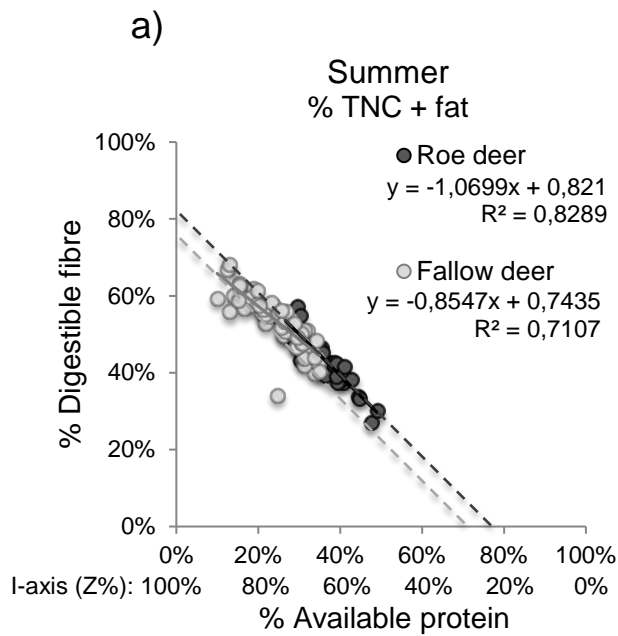 a)
Summer
% TNC + fat
100%
80%
60%
40%
20%
0%
% Digestible fibre
Roe deer
y = -1,0699x + 0,821
R² = 0,8289
Fallow deer
y = -0,8547x + 0,7435
R² = 0,7107
0% 20% 40% 60% 80% 100%
I-axis (Z%): 100% 80% 60% 40% 20% 0%
% Available protein